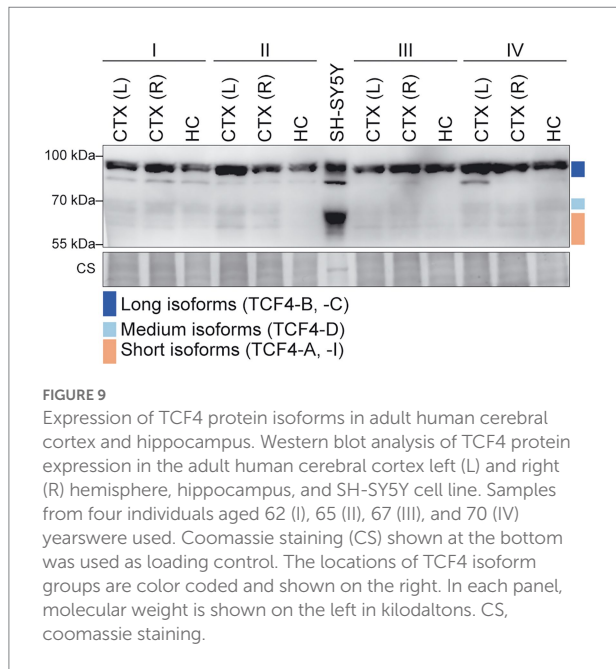 I II III IV
CTX (L) CTX (R) HC CTX (L) CTX (R) HC SH-SY5Y CTX (L) CTX (R) HC CTX (L) CTX (R) HC
100 kDa
70 kDa
55 kDa
CS
Long isoforms (TCF4-B, -C)
Medium isoforms (TCF4-D)
Short isoforms (TCF4-A, -I)
FIGURE 9
Expression of TCF4 protein isoforms in adult human cerebral
cortex and hippocampus. Western blot analysis of TCF4 protein
expression in the adult human cerebral cortex left (L) and right
(R) hemisphere, hippocampus, and SH-SY5Y cell line. Samples
from four individuals aged 62 (I), 65 (II), 67 (III), and 70 (IV)
yearswere used. Coomassie staining (CS) shown at the bottom
was used as loading control. The locations of TCF4 isoform
groups are color coded and shown on the right. In each panel,
molecular weight is shown on the left in kilodaltons. CS,
coomassie staining.